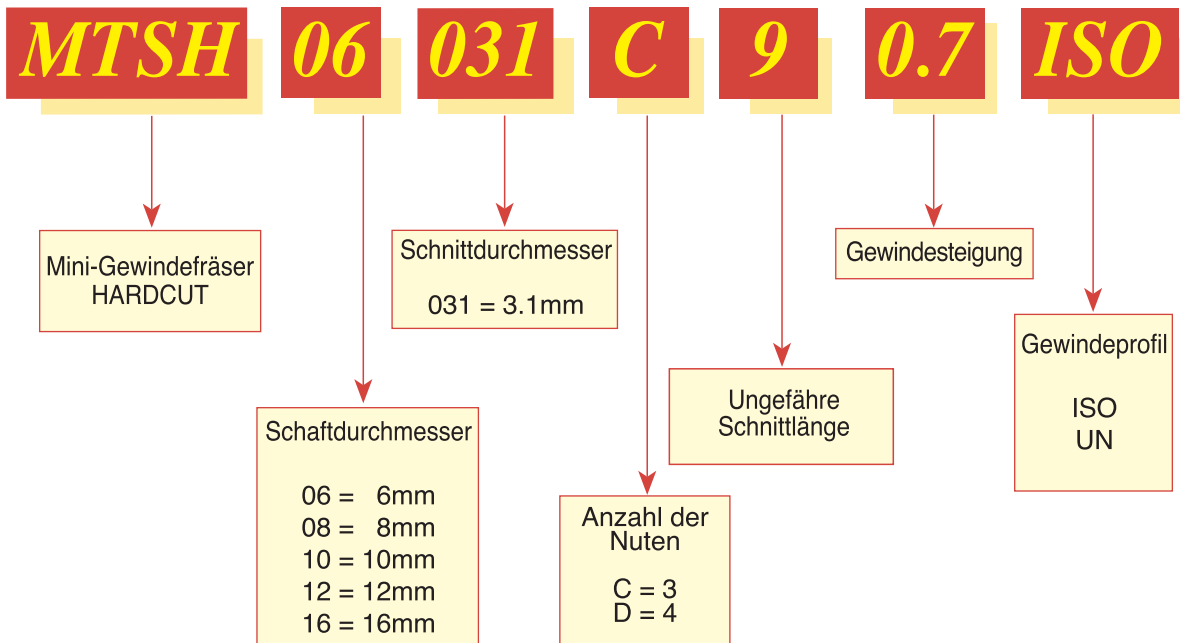 MTSH 06 031 C 9 0.7 ISO
Mini-Gewindefräser
HARDCUT
Schaftdurchmesser
06 = 6mm
08 = 8mm
10 = 10mm
12 = 12mm
16 = 16mm
Schnittdurchmesser
031 = 3.1mm
Anzahl der
Nuten
C = 3
D = 4
Ungefähre
Schnittlänge
Gewindesteigung
Gewindeprofil
ISO
UN